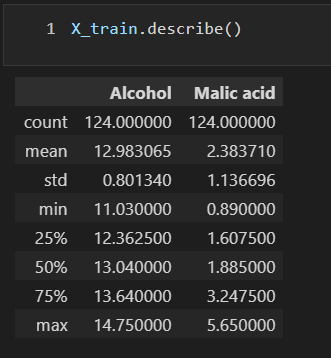 1 X_train.describe()
Alcohol Malic acid
count 124.000000 124.000000
mean 12.983065 2.383710
std 0.801340 1.136696
min 11.030000 0.890000
25% 12.362500 1.607500
50% 13.040000 1.885000
75% 13.640000 3.247500
max 14.750000 5.650000